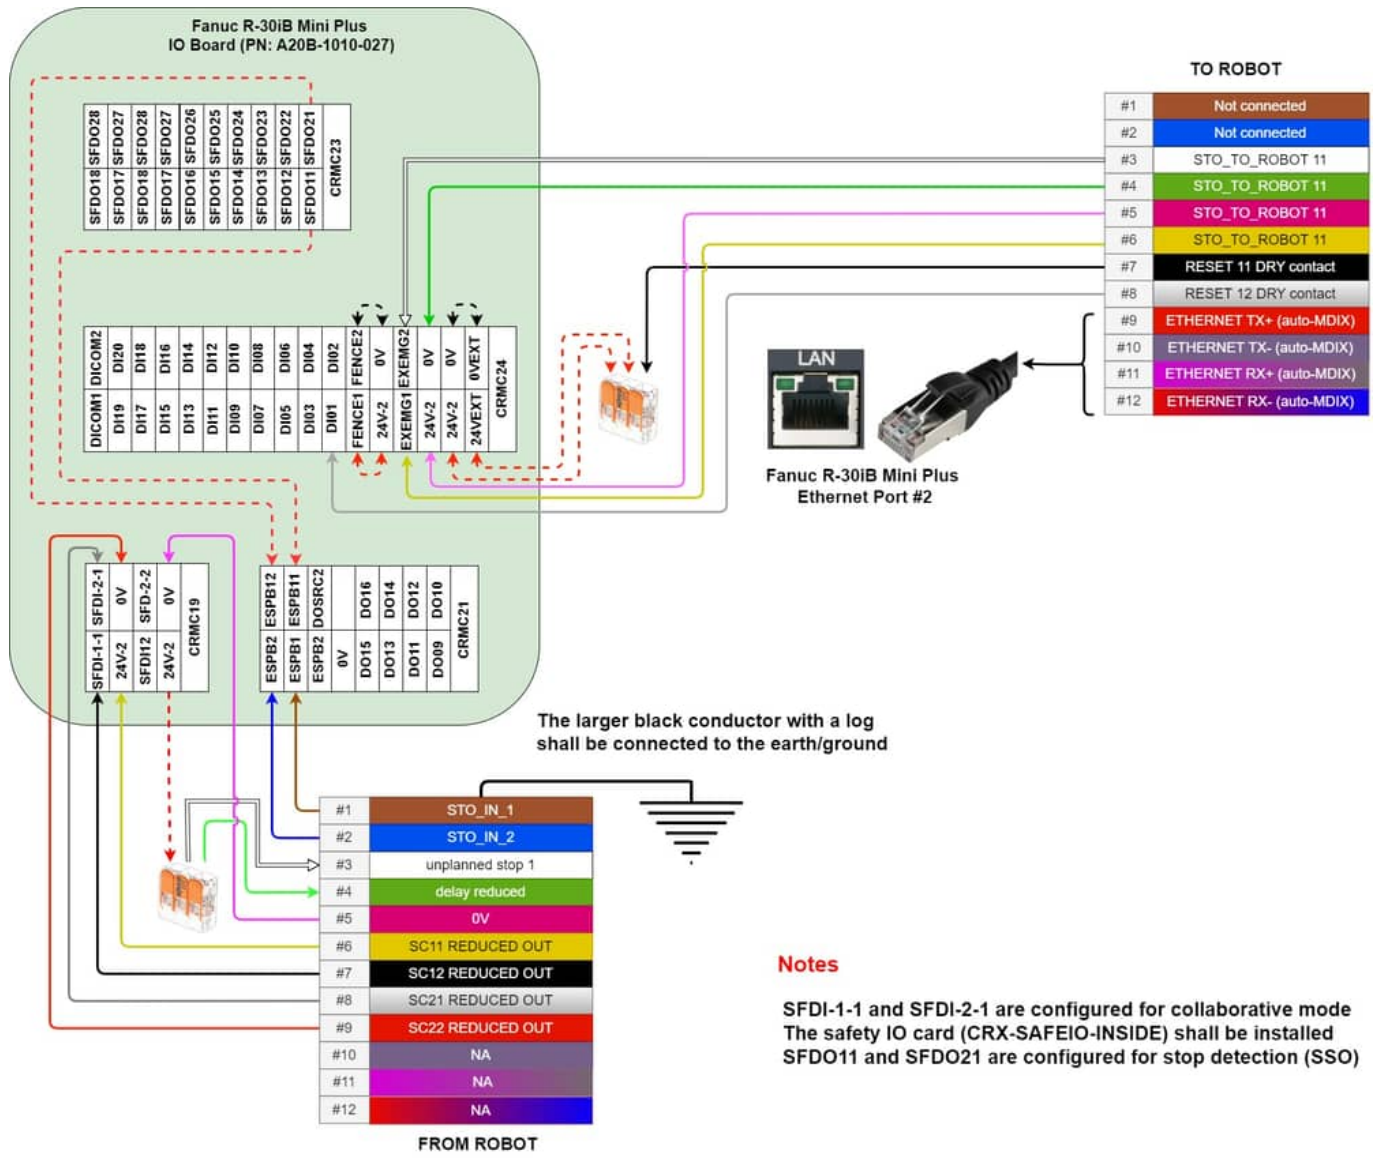 Fanuc R-30iB Mini Plus
IO Board (PN: A20B-1010-027)
SFDO28 SFDO27 SFDO28 SFDO27 SFDO26 SFDO25 SFDO24 SFDO23 SFDO22 SFDO21
SFDO18 SFDO17 SFDO18 SFDO17 SFDO16 SFDO15 SFDO14 SFDO13 SFDO12 SFDO11
CRMC23
DICOM2 DI20 DI18 DI16 DI14 DI12 DI10 DI08 DI06 DI04 DI02 FENCE2 0V EXEMG2 0V 0V 0VEXT
DICOM1 DI19 DI17 DI15 DI13 DI11 DI09 DI07 DI05 DI03 DI01 FENCE1 24V-2 EXEMG1 24V-2 24V-2 24VEXT
CRMC24
SFDI-2-1 0V SFD-2-2 0V
SFDI-1-1 24V-2 SFDI12 24V-2
CRMC19
ESPB12 ESPB11 DOSRC2 DO16 DO14 DO12 DO10
ESPB2 ESPB1 ESPB2 0V DO15 DO13 DO11 DO09
CRMC21
TO ROBOT
#1 Not connected
#2 Not connected
#3 STO_TO_ROBOT 11
#4 STO_TO_ROBOT 11
#5 STO_TO_ROBOT 11
#6 STO_TO_ROBOT 11
#7 RESET 11 DRY contact
#8 RESET 12 DRY contact
#9 ETHERNET TX+ (auto-MDIX)
#10 ETHERNET TX- (auto-MDIX)
#11 ETHERNET RX+ (auto-MDIX)
#12 ETHERNET RX- (auto-MDIX)
LAN
Fanuc R-30iB Mini Plus
Ethernet Port #2
The larger black conductor with a log
shall be connected to the earth/ground
#1 STO_IN_1
#2 STO_IN_2
#3 unplanned stop 1
#4 delay reduced
#5 0V
#6 SC11 REDUCED OUT
#7 SC12 REDUCED OUT
#8 SC21 REDUCED OUT
#9 SC22 REDUCED OUT
#10 NA
#11 NA
#12 NA
FROM ROBOT
Notes
SFDI-1-1 and SFDI-2-1 are configured for collaborative mode
The safety IO card (CRX-SAFEIO-INSIDE) shall be installed
SFDO11 and SFDO21 are configured for stop detection (SSO)